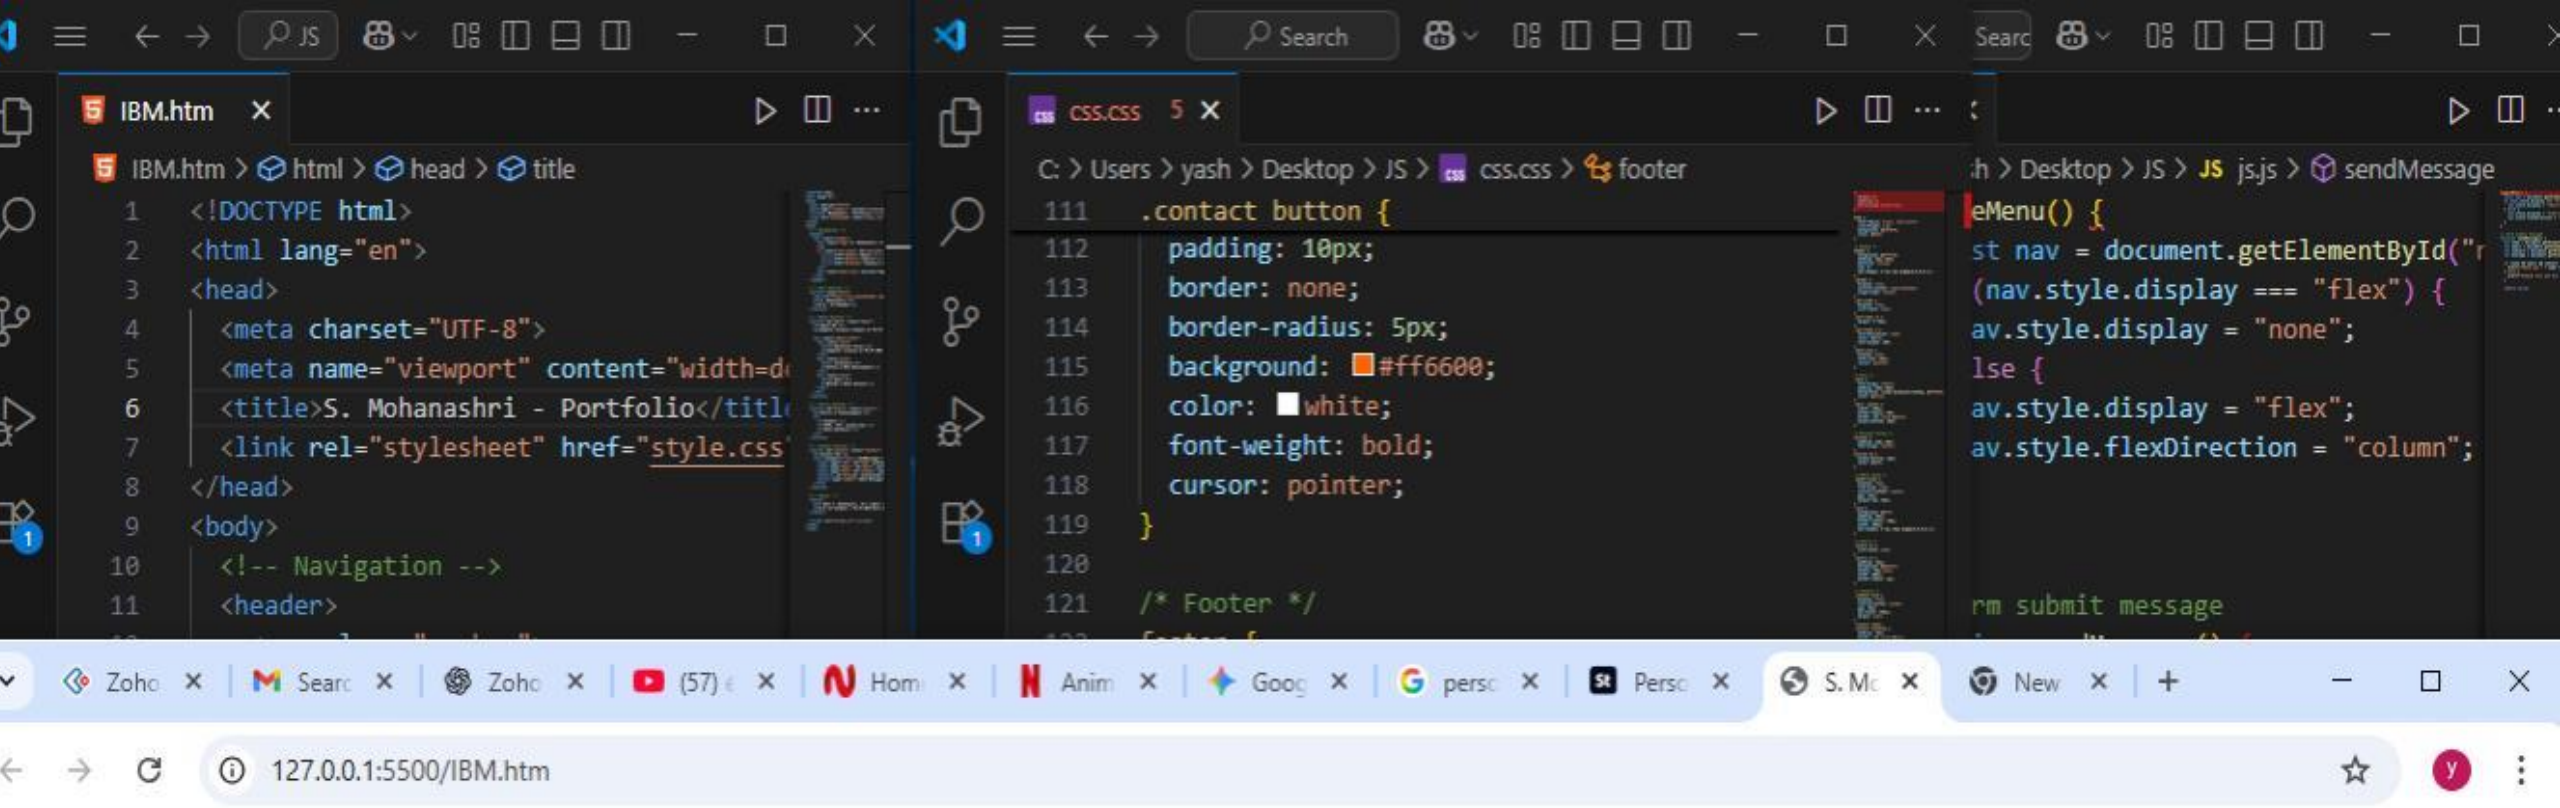 JS
IBM.htm
IBM.htm > html > head > title
1 <!DOCTYPE html>
2 <html lang="en">
3 <head>
4 <meta charset="UTF-8">
5 <meta name="viewport" content="width=d
6 <title>S. Mohanashri - Portfolio</titl
7 <link rel="stylesheet" href="style.css
8 </head>
9 <body>
10 <!-- Navigation -->
11 <header>
1
Search
css.css 5
C: > Users > yash > Desktop > JS > css.css > footer
111 .contact button {
112 padding: 10px;
113 border: none;
114 border-radius: 5px;
115 background: #ff6600;
116 color: white;
117 font-weight: bold;
118 cursor: pointer;
119 }
120
121 /* Footer */
footer {
1
Searc
h > Desktop > JS > JS js.js > sendMessage
eMenu() {
st nav = document.getElementById("
(nav.style.display === "flex") {
av.style.display = "none";
lse {
av.style.display = "flex";
av.style.flexDirection = "column";
rm submit message
Zoho Searc Zoho (57) Hom Anim Goog perso Perso S. Mo New
127.0.0.1:5500/IBM.htm
y